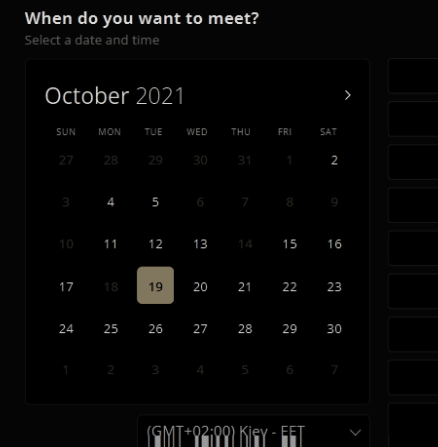 When do you want to meet?
Select a date and time
October 2021
SUN MON TUE WED THU FRI SAT
27 28 29 30 31 1 2
3 4 5 6 7 8 9
10 11 12 13 14 15 16
17 18 19 20 21 22 23
24 25 26 27 28 29 30
1 2 3 4 5 6 7
(GMT+02:00) Kiev - EET